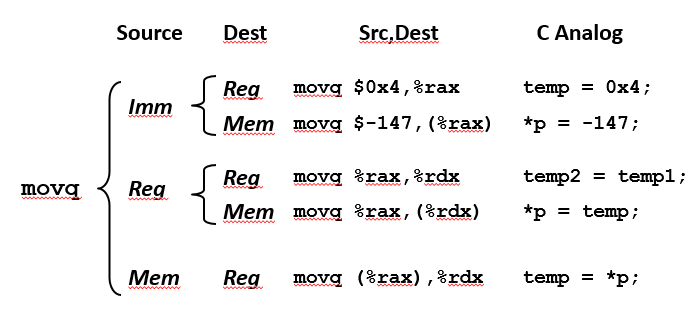 Source Dest Src,Dest C Analog
Reg movq $0x4,%rax temp = 0x4;
Imm
Mem movq $-147,(%rax) *p = -147;
Reg movq %rax,%rdx temp2 = temp1;
movq Reg
Mem movq %rax,(%rdx) *p = temp;
Mem Reg movq (%rax),%rdx temp = *p;